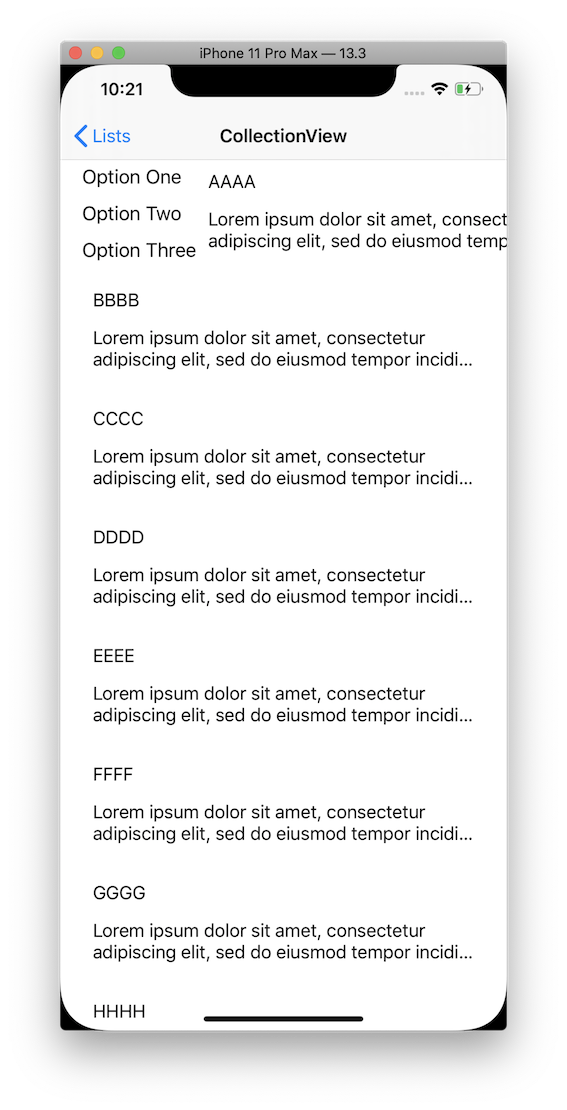 iPhone 11 Pro Max — 13.3
10:21
Lists
CollectionView
Option One
Option Two
Option Three
AAAA
Lorem ipsum dolor sit amet, consect
adipiscing elit, sed do eiusmod temp
BBBB
Lorem ipsum dolor sit amet, consectetur
adipiscing elit, sed do eiusmod tempor incidi...
CCCC
Lorem ipsum dolor sit amet, consectetur
adipiscing elit, sed do eiusmod tempor incidi...
DDDD
Lorem ipsum dolor sit amet, consectetur
adipiscing elit, sed do eiusmod tempor incidi...
EEEE
Lorem ipsum dolor sit amet, consectetur
adipiscing elit, sed do eiusmod tempor incidi...
FFFF
Lorem ipsum dolor sit amet, consectetur
adipiscing elit, sed do eiusmod tempor incidi...
GGGG
Lorem ipsum dolor sit amet, consectetur
adipiscing elit, sed do eiusmod tempor incidi...
HHHH